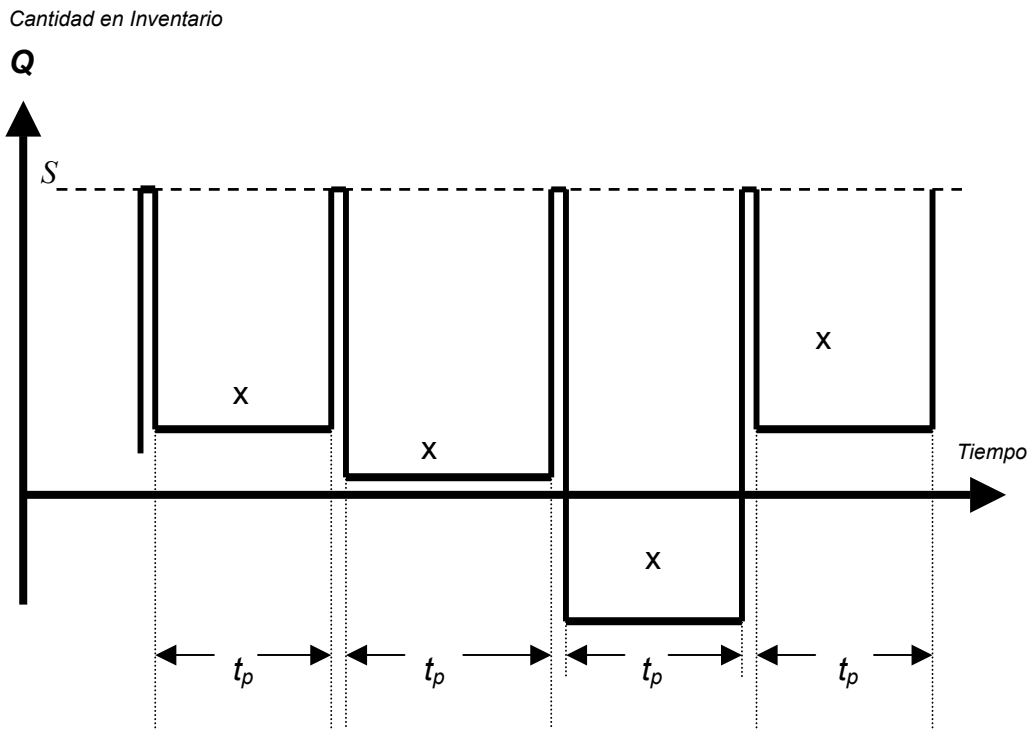 Cantidad en Inventario
Q
S
x
x
x
x
Tiempo
tₚ
tₚ
tₚ
tₚ